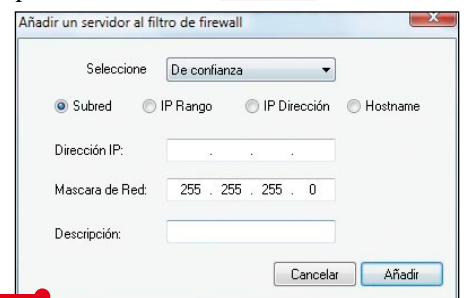 Añadir un servidor al filtro de firewall
X
Seleccione De confianza
Subred IP Rango IP Dirección Hostname
Dirección IP: . . .
Mascara de Red: 255 . 255 . 255 . 0
Descripción:
Cancelar Añadir